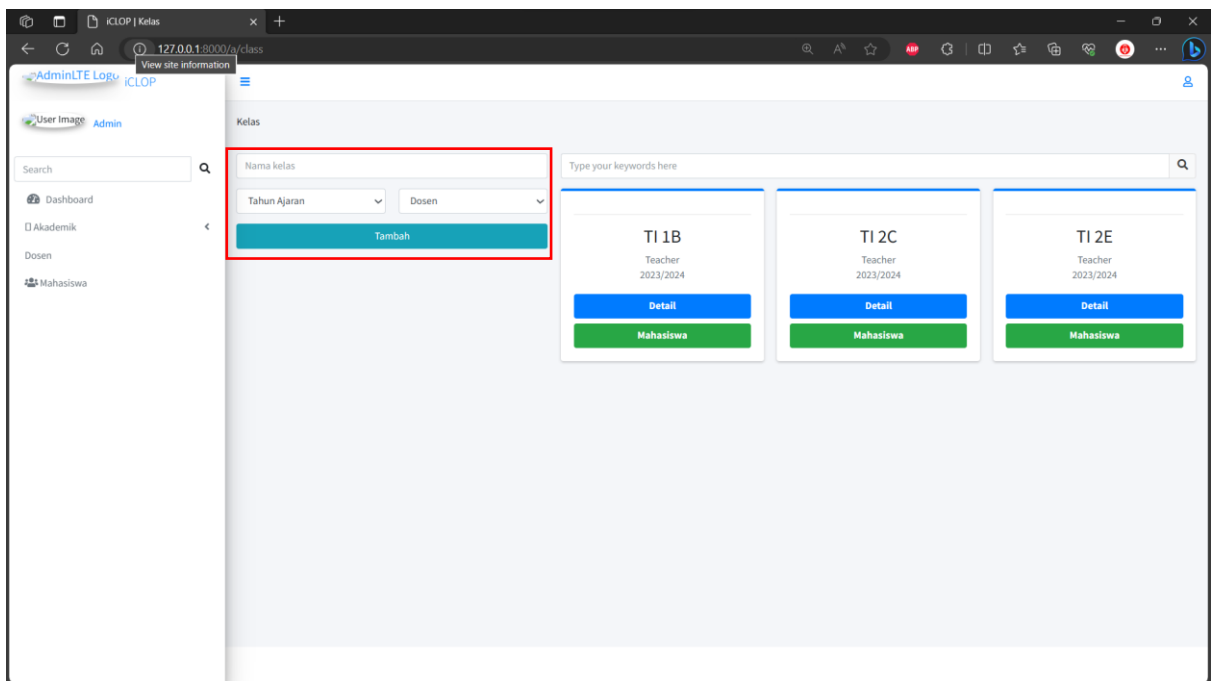 iCLOP | Kelas
127.0.0.1:8000/a/class
View site information
AdminLTE Logo iCLOP
User Image Admin
Search
Dashboard
Akademik
Dosen
Mahasiswa
Kelas
Nama kelas
Tahun Ajaran Dosen
Tambah
Type your keywords here
TI 1B
Teacher
2023/2024
Detail
Mahasiswa
TI 2C
Teacher
2023/2024
Detail
Mahasiswa
TI 2E
Teacher
2023/2024
Detail
Mahasiswa
ABP